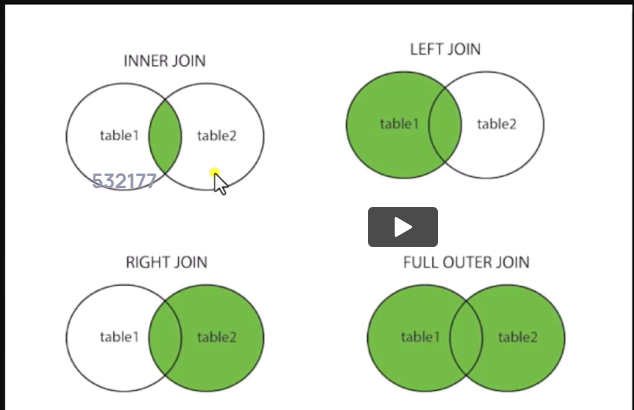 INNER JOIN
table1 table2
532177
LEFT JOIN
table1 table2
RIGHT JOIN
table1 table2
FULL OUTER JOIN
table1 table2